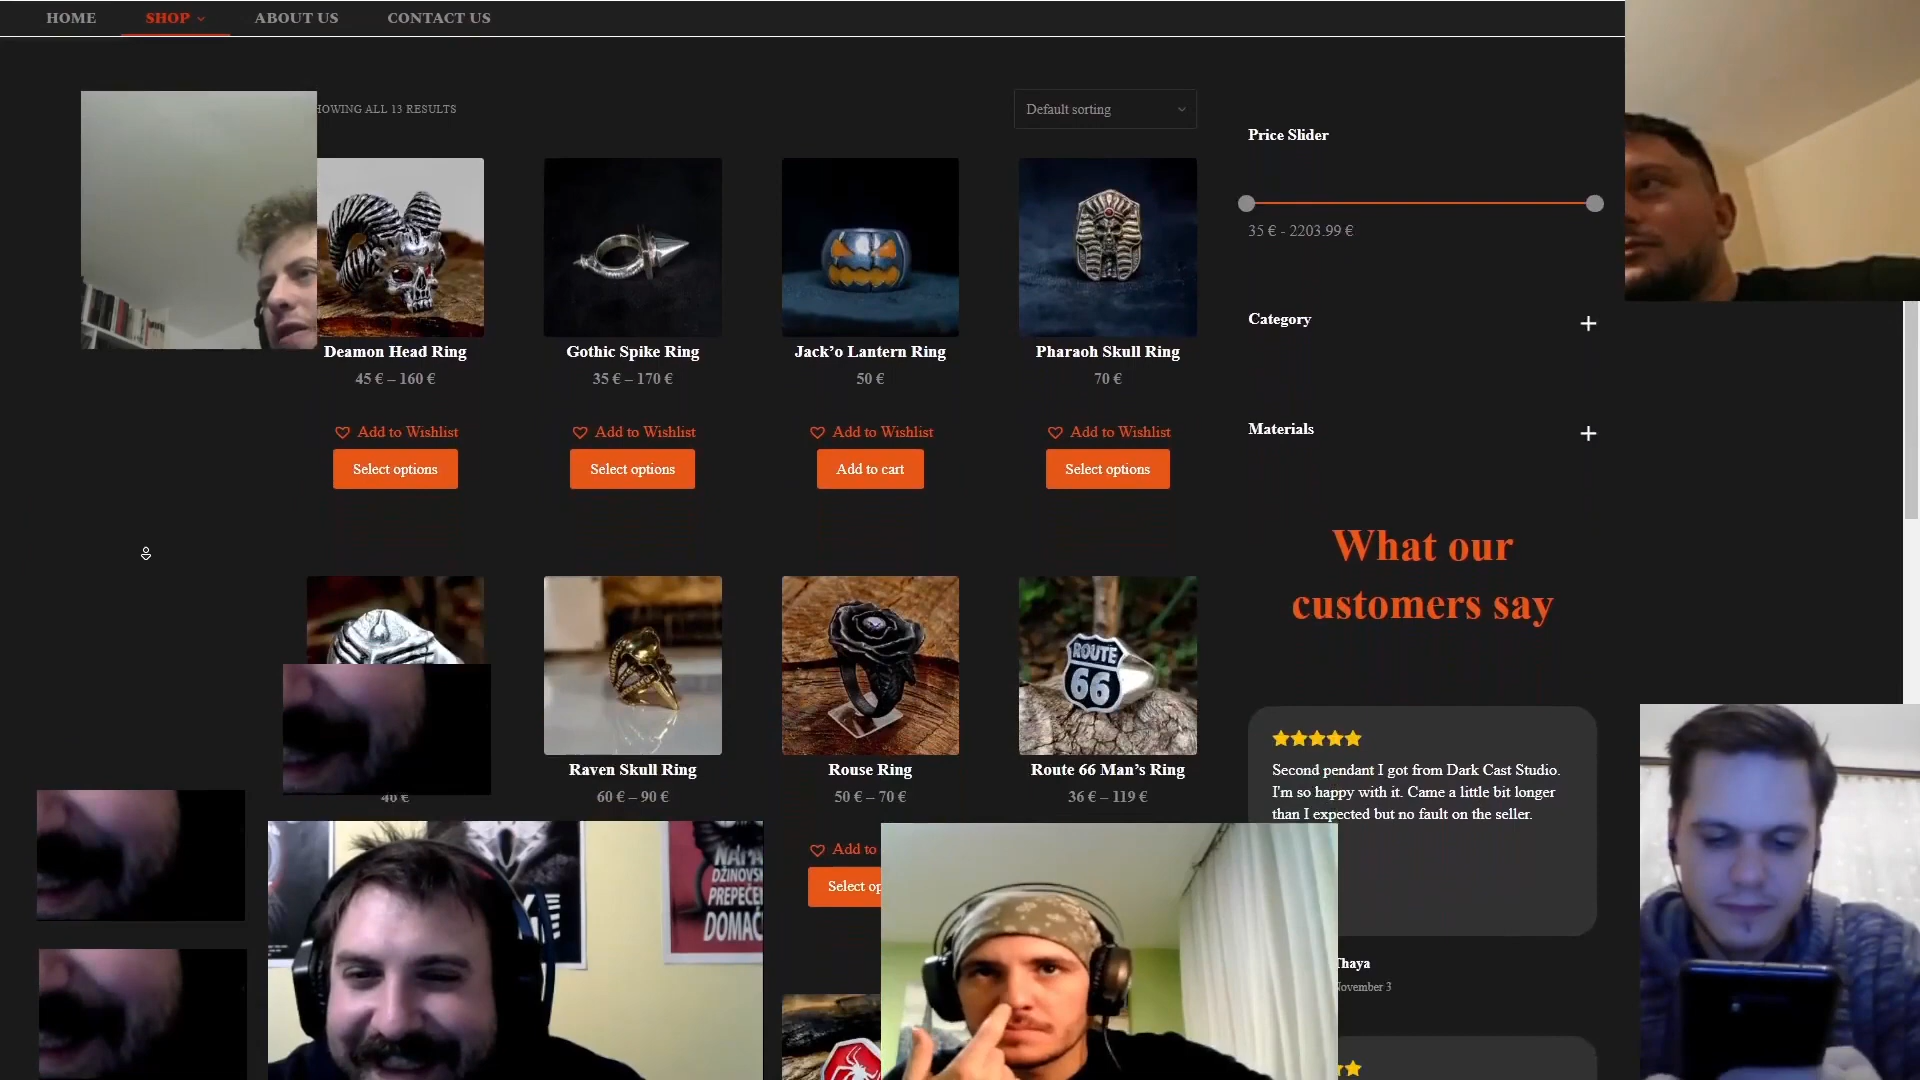 HOME
SHOP
ABOUT US
CONTACT US
HOWING ALL 13 RESULTS
Default sorting
Price Slider
35 € - 2203.99 €
Category
Materials
Deamon Head Ring
45 € – 160 €
Add to Wishlist
Select options
Gothic Spike Ring
35 € – 170 €
Add to Wishlist
Select options
Jack’o Lantern Ring
50 €
Add to Wishlist
Add to cart
Pharaoh Skull Ring
70 €
Add to Wishlist
Select options
What our
customers say
ROUTE
66
40 €
Raven Skull Ring
60 € – 90 €
Rouse Ring
50 € – 70 €
Add to
Select op
Route 66 Man’s Ring
36 € – 119 €
Second pendant I got from Dark Cast Studio.
I'm so happy with it. Came a little bit longer
than I expected but no fault on the seller.
Thaya
November 3
DŽINOVSK
PREPEČEN
DOMAĆ